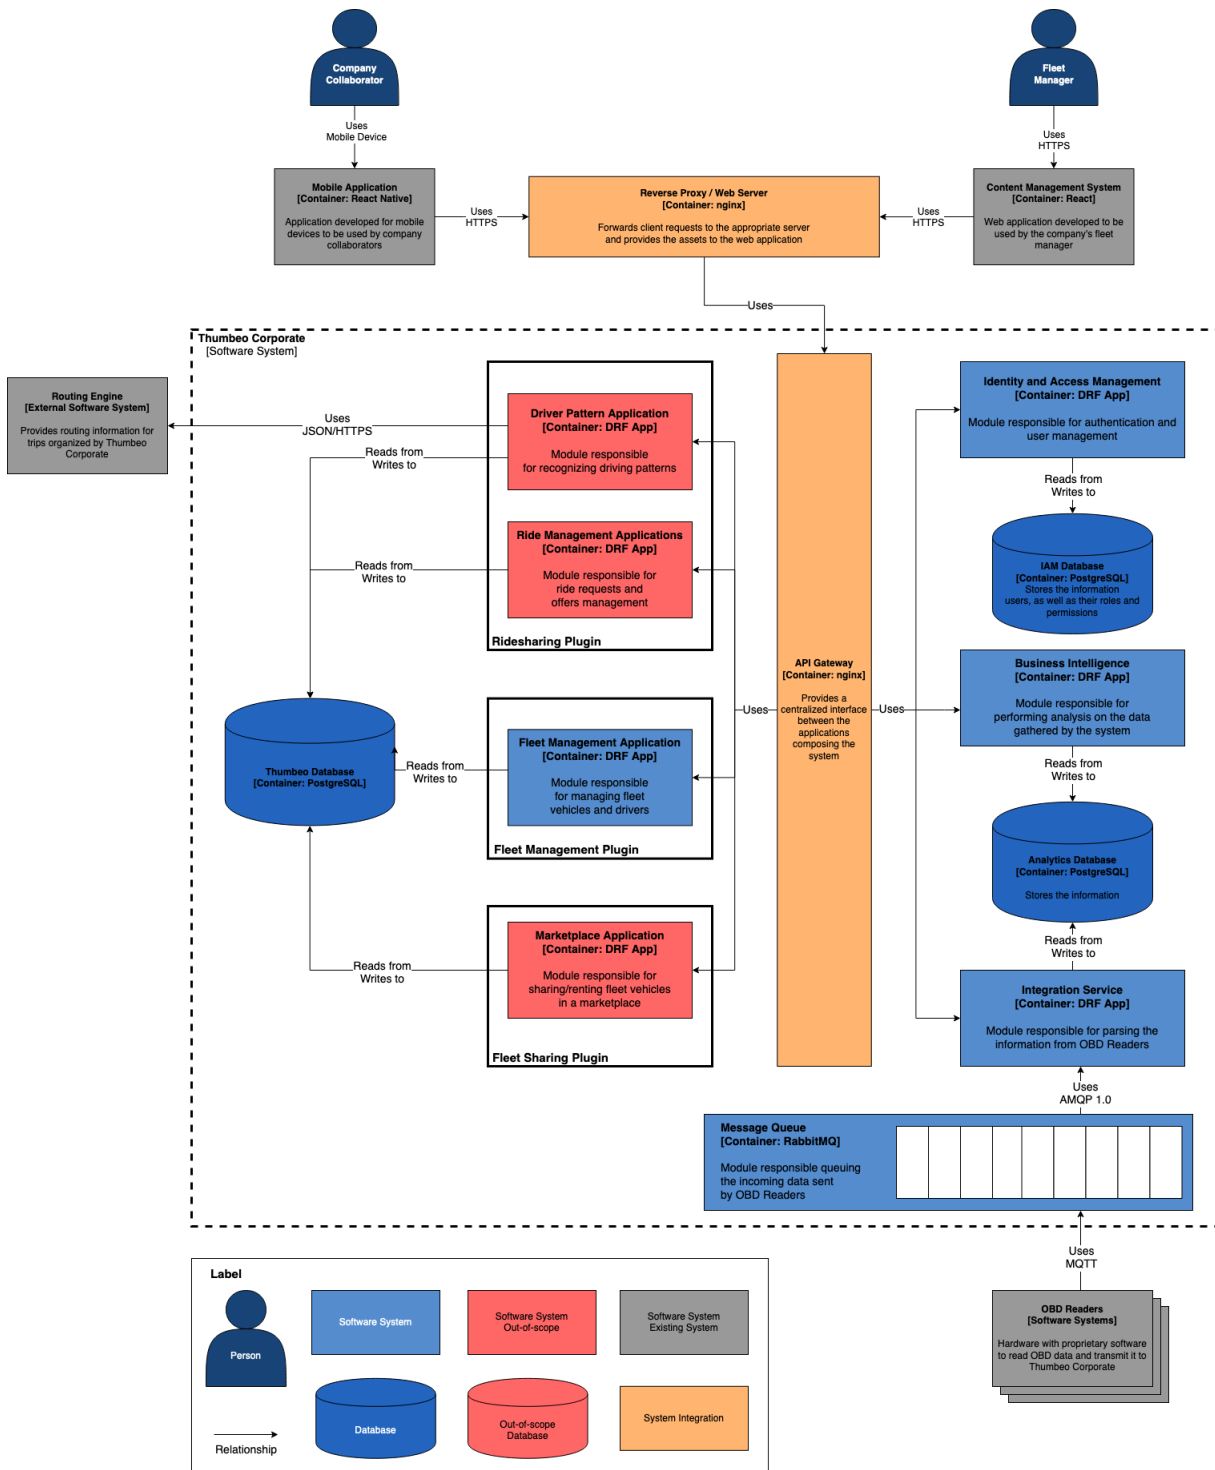 Company
Collaborator
Fleet
Manager
Uses
Mobile Device
Uses
HTTPS
Mobile Application
[Container: React Native]
Application developed for mobile
devices to be used by company
collaborators
Uses
HTTPS
Reverse Proxy / Web Server
[Container: nginx]
Forwards client requests to the appropriate server
and provides the assets to the web application
Uses
HTTPS
Content Management System
[Container: React]
Web application developed to be
used by the company's fleet
manager
Uses
Thumbeo Corporate
[Software System]
Routing Engine
[External Software System]
Provides routing information for
trips organized by Thumbeo
Corporate
Uses
JSON/HTTPS
Driver Pattern Application
[Container: DRF App]
Module responsible
for recognizing driving patterns
Reads from
Writes to
Ride Management Applications
[Container: DRF App]
Module responsible for
ride requests and
offers management
Reads from
Writes to
Ridesharing Plugin
Thumbeo Database
[Container: PostgreSQL]
Reads from
Writes to
Fleet Management Application
[Container: DRF App]
Module responsible
for managing fleet
vehicles and drivers
Fleet Management Plugin
Reads from
Writes to
Marketplace Application
[Container: DRF App]
Module responsible for
sharing/renting fleet vehicles
in a marketplace
Fleet Sharing Plugin
Uses
API Gateway
[Container: nginx]
Provides a
centralized interface
between the
applications
composing the
system
Uses
Identity and Access Management
[Container: DRF App]
Module responsible for authentication and
user management
Reads from
Writes to
IAM Database
[Container: PostgreSQL]
Stores the information
users, as well as their roles and
permissions
Business Intelligence
[Container: DRF App]
Module responsible for
performing analysis on the data
gathered by the system
Reads from
Writes to
Analytics Database
[Container: PostgreSQL]
Stores the information
Reads from
Writes to
Integration Service
[Container: DRF App]
Module responsible for parsing the
information from OBD Readers
Uses
AMQP 1.0
Message Queue
[Container: RabbitMQ]
Module responsible queuing
the incoming data sent
by OBD Readers
Uses
MQTT
OBD Readers
[Software Systems]
Hardware with proprietary software
to read OBD data and transmit it to
Thumbeo Corporate
Label
Person
Software System
Software System
Out-of-scope
Software System
Existing System
Relationship
Database
Out-of-scope
Database
System Integration